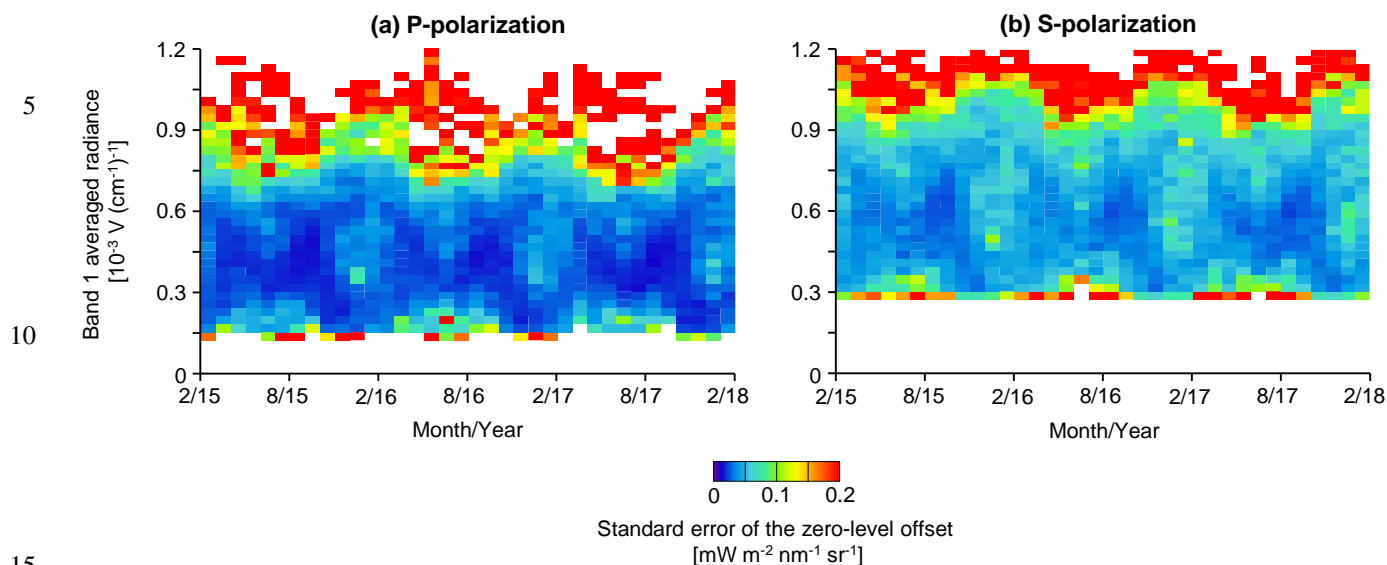 (a) P-polarization
(b) S-polarization
5
10
15
Band 1 averaged radiance
[10⁻³ V (cm⁻¹)⁻¹]
1.2
0.9
0.6
0.3
0
2/15 8/15 2/16 8/16 2/17 8/17 2/18
Month/Year
1.2
0.9
0.6
0.3
0
2/15 8/15 2/16 8/16 2/17 8/17 2/18
Month/Year
0 0.1 0.2
Standard error of the zero-level offset
[mW m⁻² nm⁻¹ sr⁻¹]